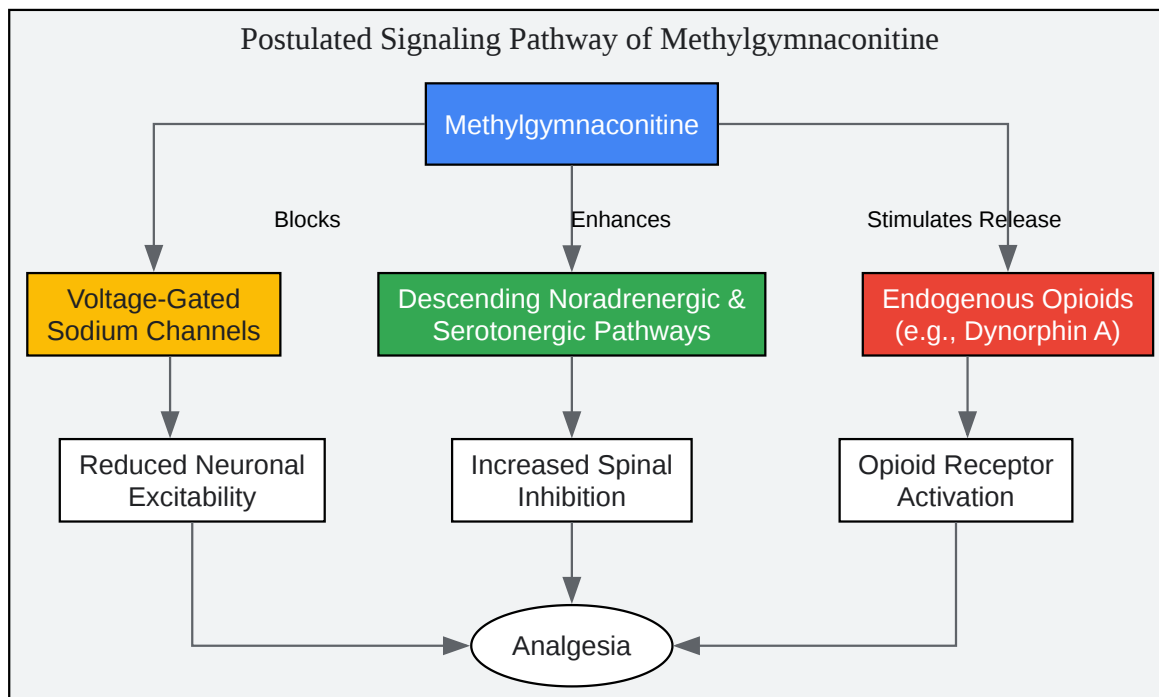 Postulated Signaling Pathway of Methylgymnaconitine
Methylgymnaconitine
Blocks
Enhances
Stimulates Release
Voltage-Gated
Sodium Channels
Descending Noradrenergic &
Serotonergic Pathways
Endogenous Opioids
(e.g., Dynorphin A)
Reduced Neuronal
Excitability
Increased Spinal
Inhibition
Opioid Receptor
Activation
Analgesia